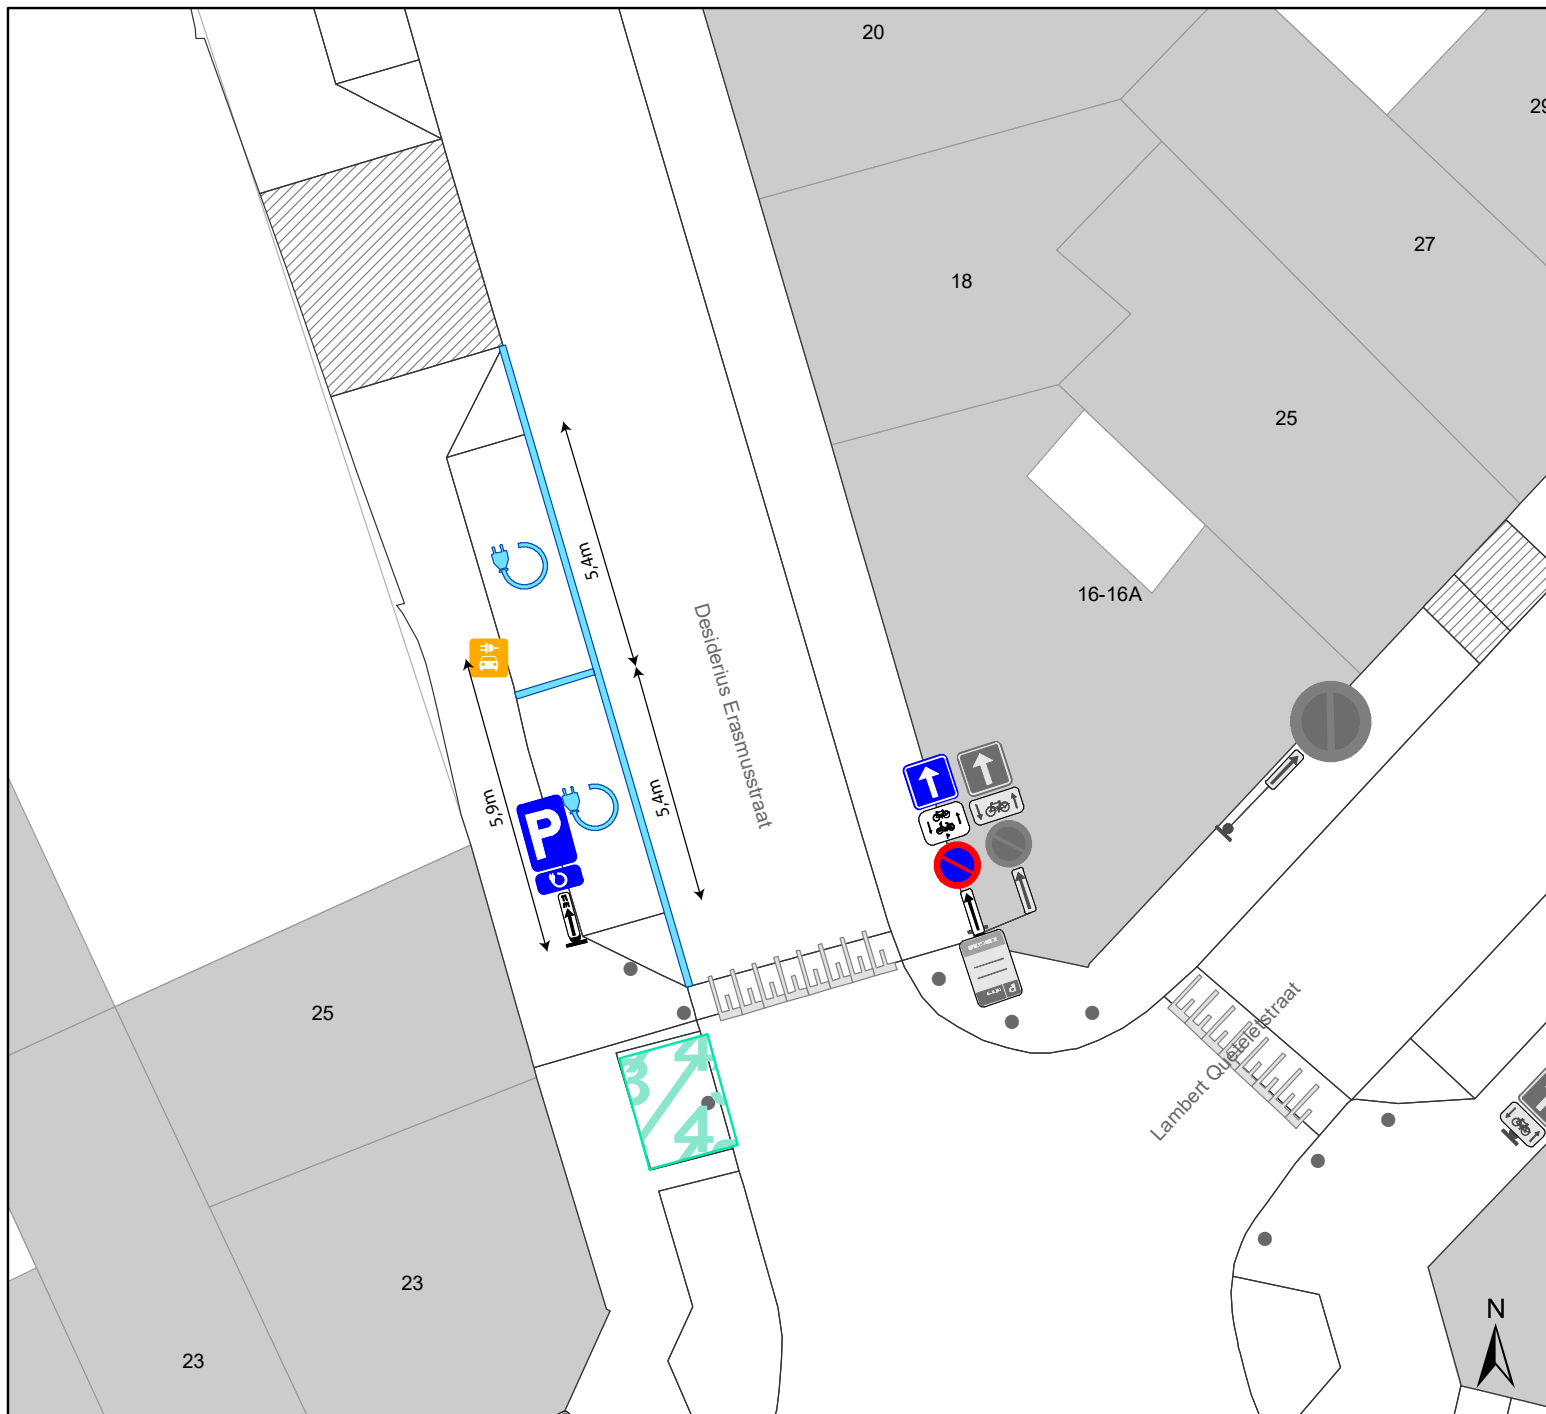 20
29
27
18
25
5,4m
16-16A
Desiderius Erasmusstraat
5,9m
5,4m
P
25
Lambert Queteletstraat
23
N
23